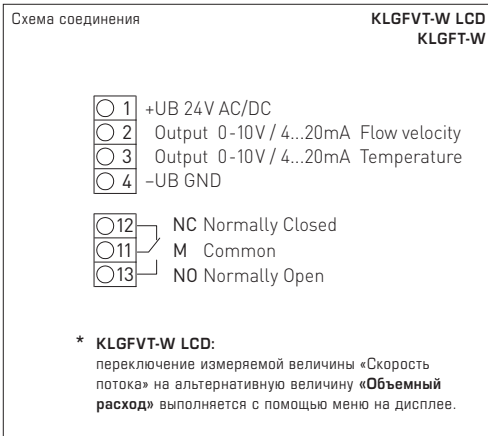 Схема соединения
KLGFVT-W LCD
KLGFT-W
1 +UB 24V AC/DC
2 Output 0-10V / 4...20mA Flow velocity
3 Output 0-10V / 4...20mA Temperature
4 –UB GND
12 NC Normally Closed
11 M Common
13 NO Normally Open
* KLGFVT-W LCD:
переключение измеряемой величины «Скорость
потока» на альтернативную величину «Объемный
расход» выполняется с помощью меню на дисплее.